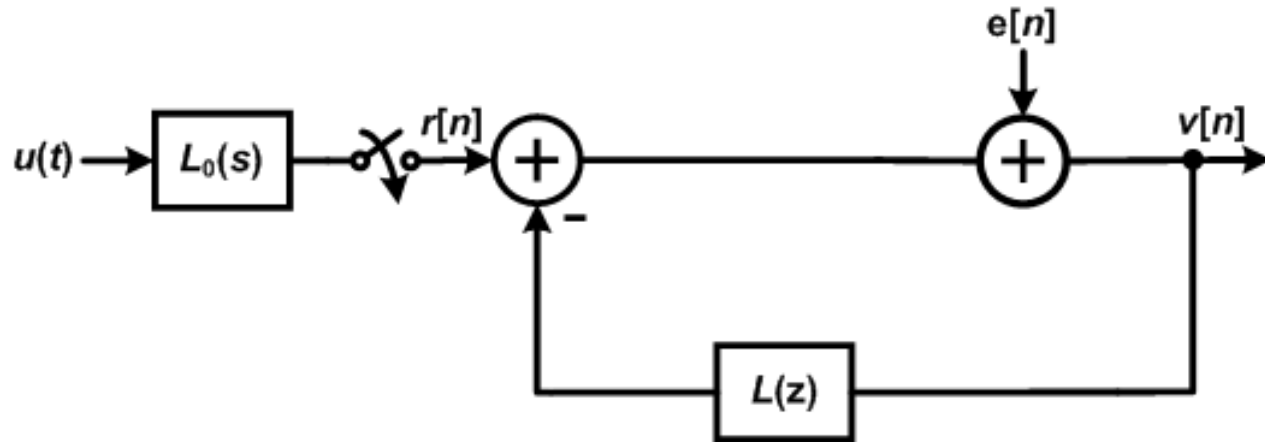 e[n]
u(t)
L₀(s)
r[n]
+
+
v[n]
-
L(z)